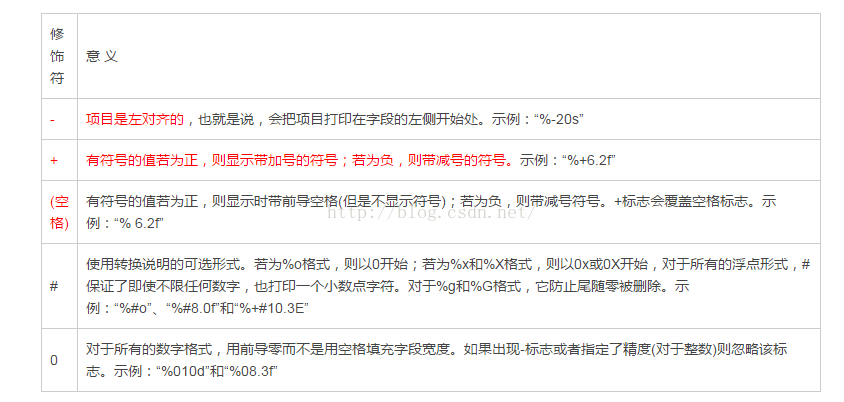 修
饰
符
意 义
-
项目是左对齐的，也就是说，会把项目打印在字段的左侧开始处。示例：“%-20s”
+
有符号的值若为正，则显示带加号的符号；若为负，则带减号的符号。示例：“%+6.2f”
(空
格)
有符号的值若为正，则显示时带前导空格(但是不显示符号)；若为负，则带减号符号。+标志会覆盖空格标志。示
例：“% 6.2f”
http://blog.csdn.net/
#
使用转换说明的可选形式。若为%o格式，则以0开始；若为%x和%X格式，则以0x或0X开始，对于所有的浮点形式，#
保证了即使不限任何数字，也打印一个小数点字符。对于%g和%G格式，它防止尾随零被删除。示
例：“%#o”、“%#8.0f”和“%+#10.3E”
0
对于所有的数字格式，用前导零而不是用空格填充字段宽度。如果出现-标志或者指定了精度(对于整数)则忽略该标
志。示例：“%010d”和“%08.3f”